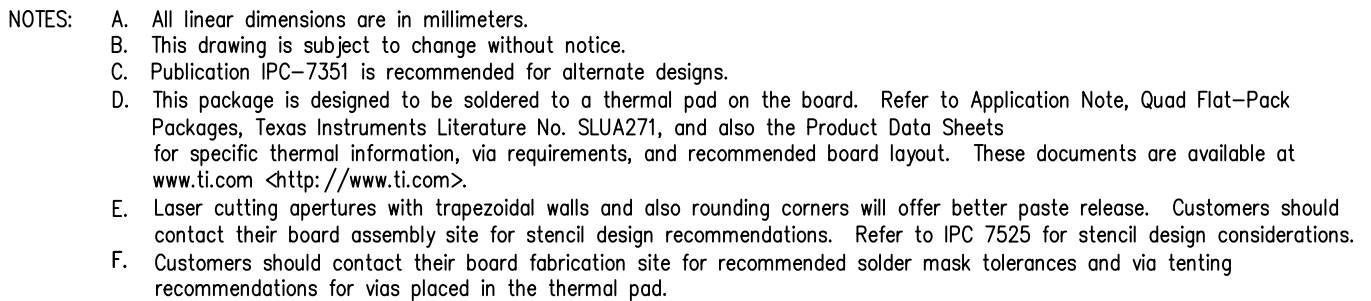 NOTES: A. All linear dimensions are in millimeters.
B. This drawing is subject to change without notice.
C. Publication IPC-7351 is recommended for alternate designs.
D. This package is designed to be soldered to a thermal pad on the board. Refer to Application Note, Quad Flat-Pack
Packages, Texas Instruments Literature No. SLUA271, and also the Product Data Sheets
for specific thermal information, via requirements, and recommended board layout. These documents are available at
www.ti.com <http://www.ti.com>.
E. Laser cutting apertures with trapezoidal walls and also rounding corners will offer better paste release. Customers should
contact their board assembly site for stencil design recommendations. Refer to IPC 7525 for stencil design considerations.
F. Customers should contact their board fabrication site for recommended solder mask tolerances and via tenting
recommendations for vias placed in the thermal pad.